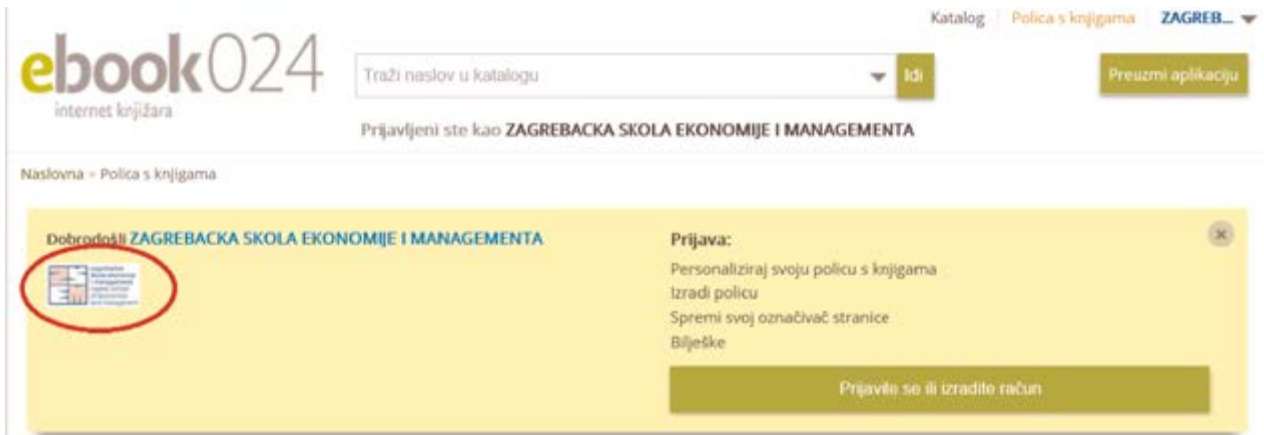 Katalog Polica s knjigama ZAGREB...
ebook024
internet knjižara
Traži naslov u katalogu
Idi
Preuzmi aplikaciju
Prijavljeni ste kao ZAGREBACKA SKOLA EKONOMIJE I MANAGEMENTA
Naslovna » Polica s knjigama
Dobrodošli ZAGREBACKA SKOLA EKONOMIJE I MANAGEMENTA
Prijava:
Personaliziraj svoju policu s knjigama
Izradi policu
Spremi svoj označivač stranice
Bilješke
Prijavite se ili izradite račun